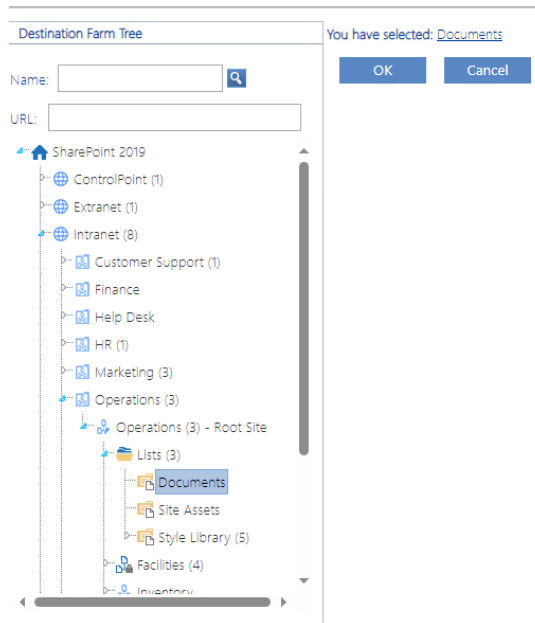 Destination Farm Tree
You have selected: Documents
OK Cancel
Name:
URL:
SharePoint 2019
ControlPoint (1)
Extranet (1)
Intranet (8)
Customer Support (1)
Finance
Help Desk
HR (1)
Marketing (3)
Operations (3)
Operations (3) - Root Site
Lists (3)
Documents
Site Assets
Style Library (5)
Facilities (4)
Inventory